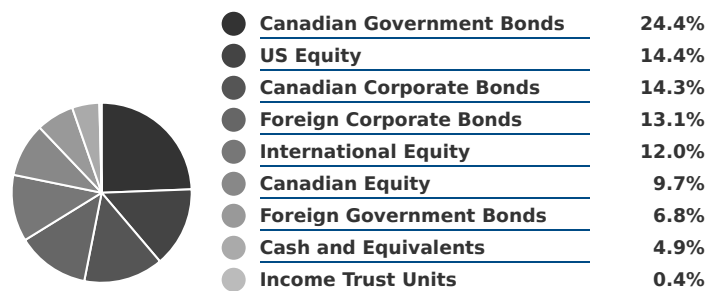 Canadian Government Bonds 24.4%
US Equity 14.4%
Canadian Corporate Bonds 14.3%
Foreign Corporate Bonds 13.1%
International Equity 12.0%
Canadian Equity 9.7%
Foreign Government Bonds 6.8%
Cash and Equivalents 4.9%
Income Trust Units 0.4%